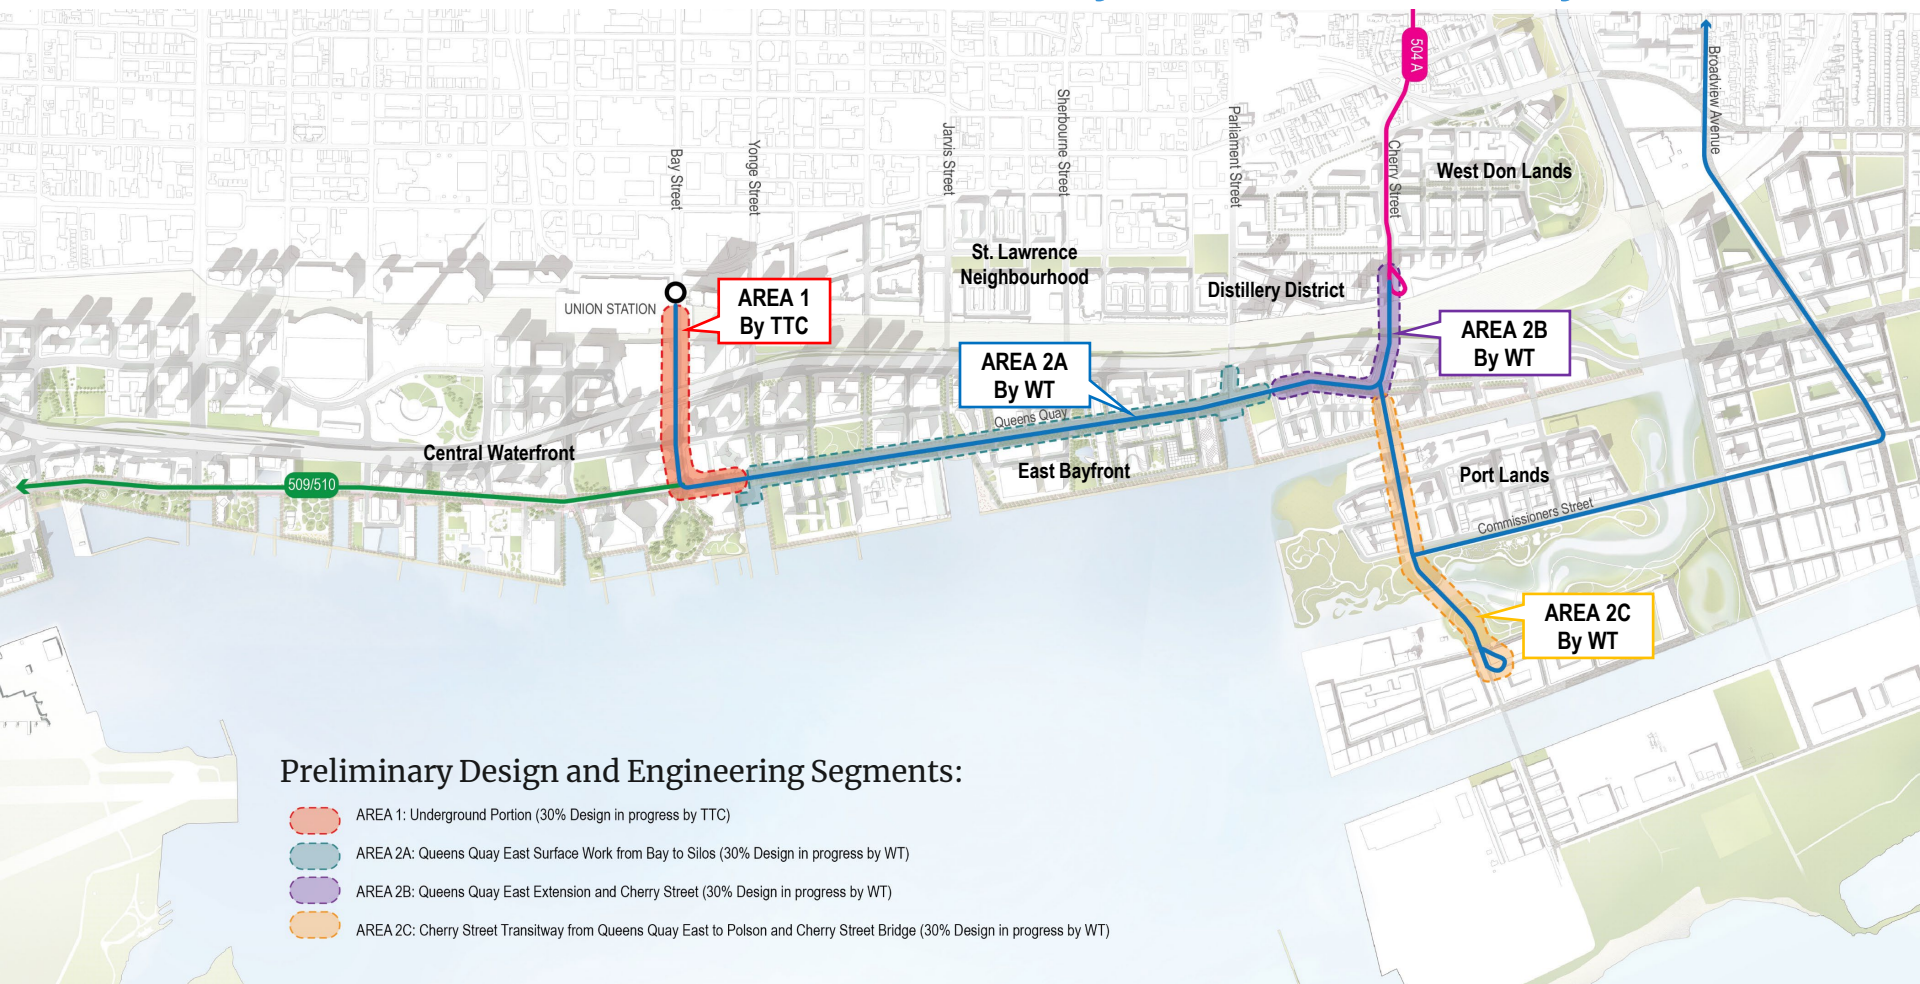 504 A
Broadview Avenue
Bay Street
Yonge Street
Jarvis Street
Sherbourne Street
Parliament Street
Cherry Street
West Don Lands
St. Lawrence
Neighbourhood
Distillery District
UNION STATION
AREA 1
By TTC
AREA 2A
By WT
AREA 2B
By WT
Queens Quay
Central Waterfront
East Bayfront
Port Lands
509/510
Commissioners Street
AREA 2C
By WT
Preliminary Design and Engineering Segments:
AREA 1: Underground Portion (30% Design in progress by TTC)
AREA 2A: Queens Quay East Surface Work from Bay to Silos (30% Design in progress by WT)
AREA 2B: Queens Quay East Extension and Cherry Street (30% Design in progress by WT)
AREA 2C: Cherry Street Transitway from Queens Quay East to Polson and Cherry Street Bridge (30% Design in progress by WT)